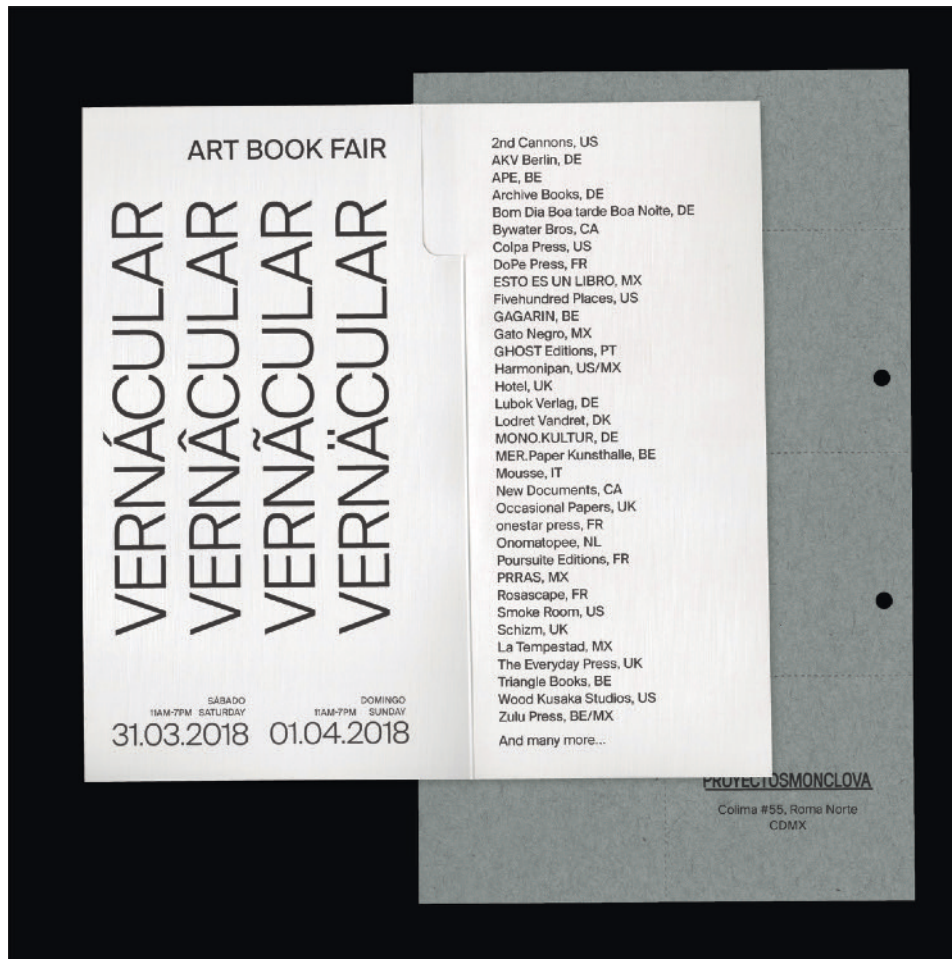 ART BOOK FAIR
VERNÁCULAR
VERNÂCULAR
VERNÃCULAR
VERNÄCULAR
SÁBADO
11AM-7PM SATURDAY
31.03.2018
DOMINGO
11AM-7PM SUNDAY
01.04.2018
2nd Cannons, US
AKV Berlin, DE
APE, BE
Archive Books, DE
Bom Dia Boa tarde Boa Noite, DE
Bywater Bros, CA
Colpa Press, US
DoPe Press, FR
ESTO ES UN LIBRO, MX
Fivehundred Places, US
GAGARIN, BE
Gato Negro, MX
GHOST Editions, PT
Harmonipan, US/MX
Hotel, UK
Lubok Verlag, DE
Lodret Vandret, DK
MONO.KULTUR, DE
MER.Paper Kunsthalle, BE
Mousse, IT
New Documents, CA
Occasional Papers, UK
onestar press, FR
Onomatopee, NL
Poursuite Editions, FR
PRRAS, MX
Rosascape, FR
Smoke Room, US
Schizm, UK
La Tempestad, MX
The Everyday Press, UK
Triangle Books, BE
Wood Kusaka Studios, US
Zulu Press, BE/MX
And many more...
PROYECTOSMONCLOVA
Colima #55, Roma Norte
CDMX